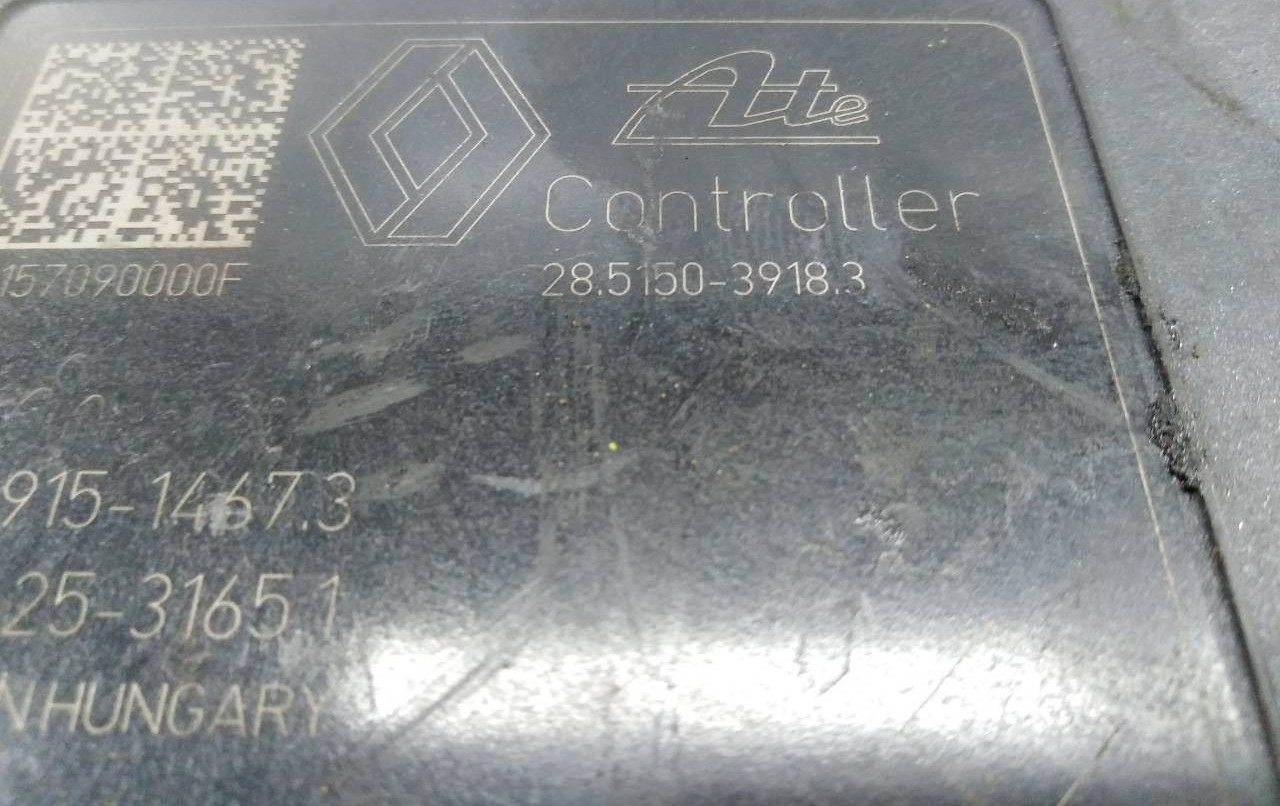 Ate
Controller
157090000F
28.5150-3918.3
915-1467.3
25-3165.1
N HUNGARY